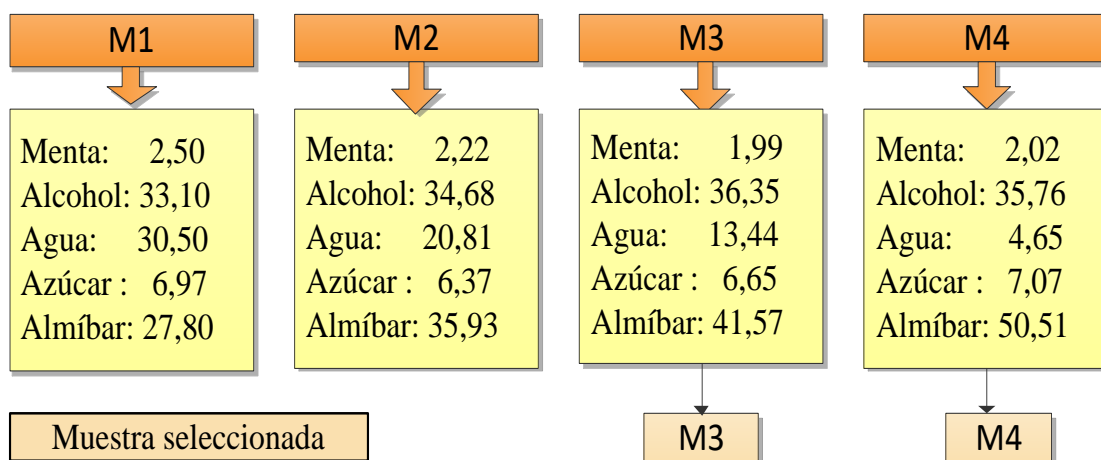 M1
Menta: 2,50
Alcohol: 33,10
Agua: 30,50
Azúcar : 6,97
Almíbar: 27,80
M2
Menta: 2,22
Alcohol: 34,68
Agua: 20,81
Azúcar : 6,37
Almíbar: 35,93
M3
Menta: 1,99
Alcohol: 36,35
Agua: 13,44
Azúcar : 6,65
Almíbar: 41,57
M4
Menta: 2,02
Alcohol: 35,76
Agua: 4,65
Azúcar : 7,07
Almíbar: 50,51
Muestra seleccionada
M3
M4